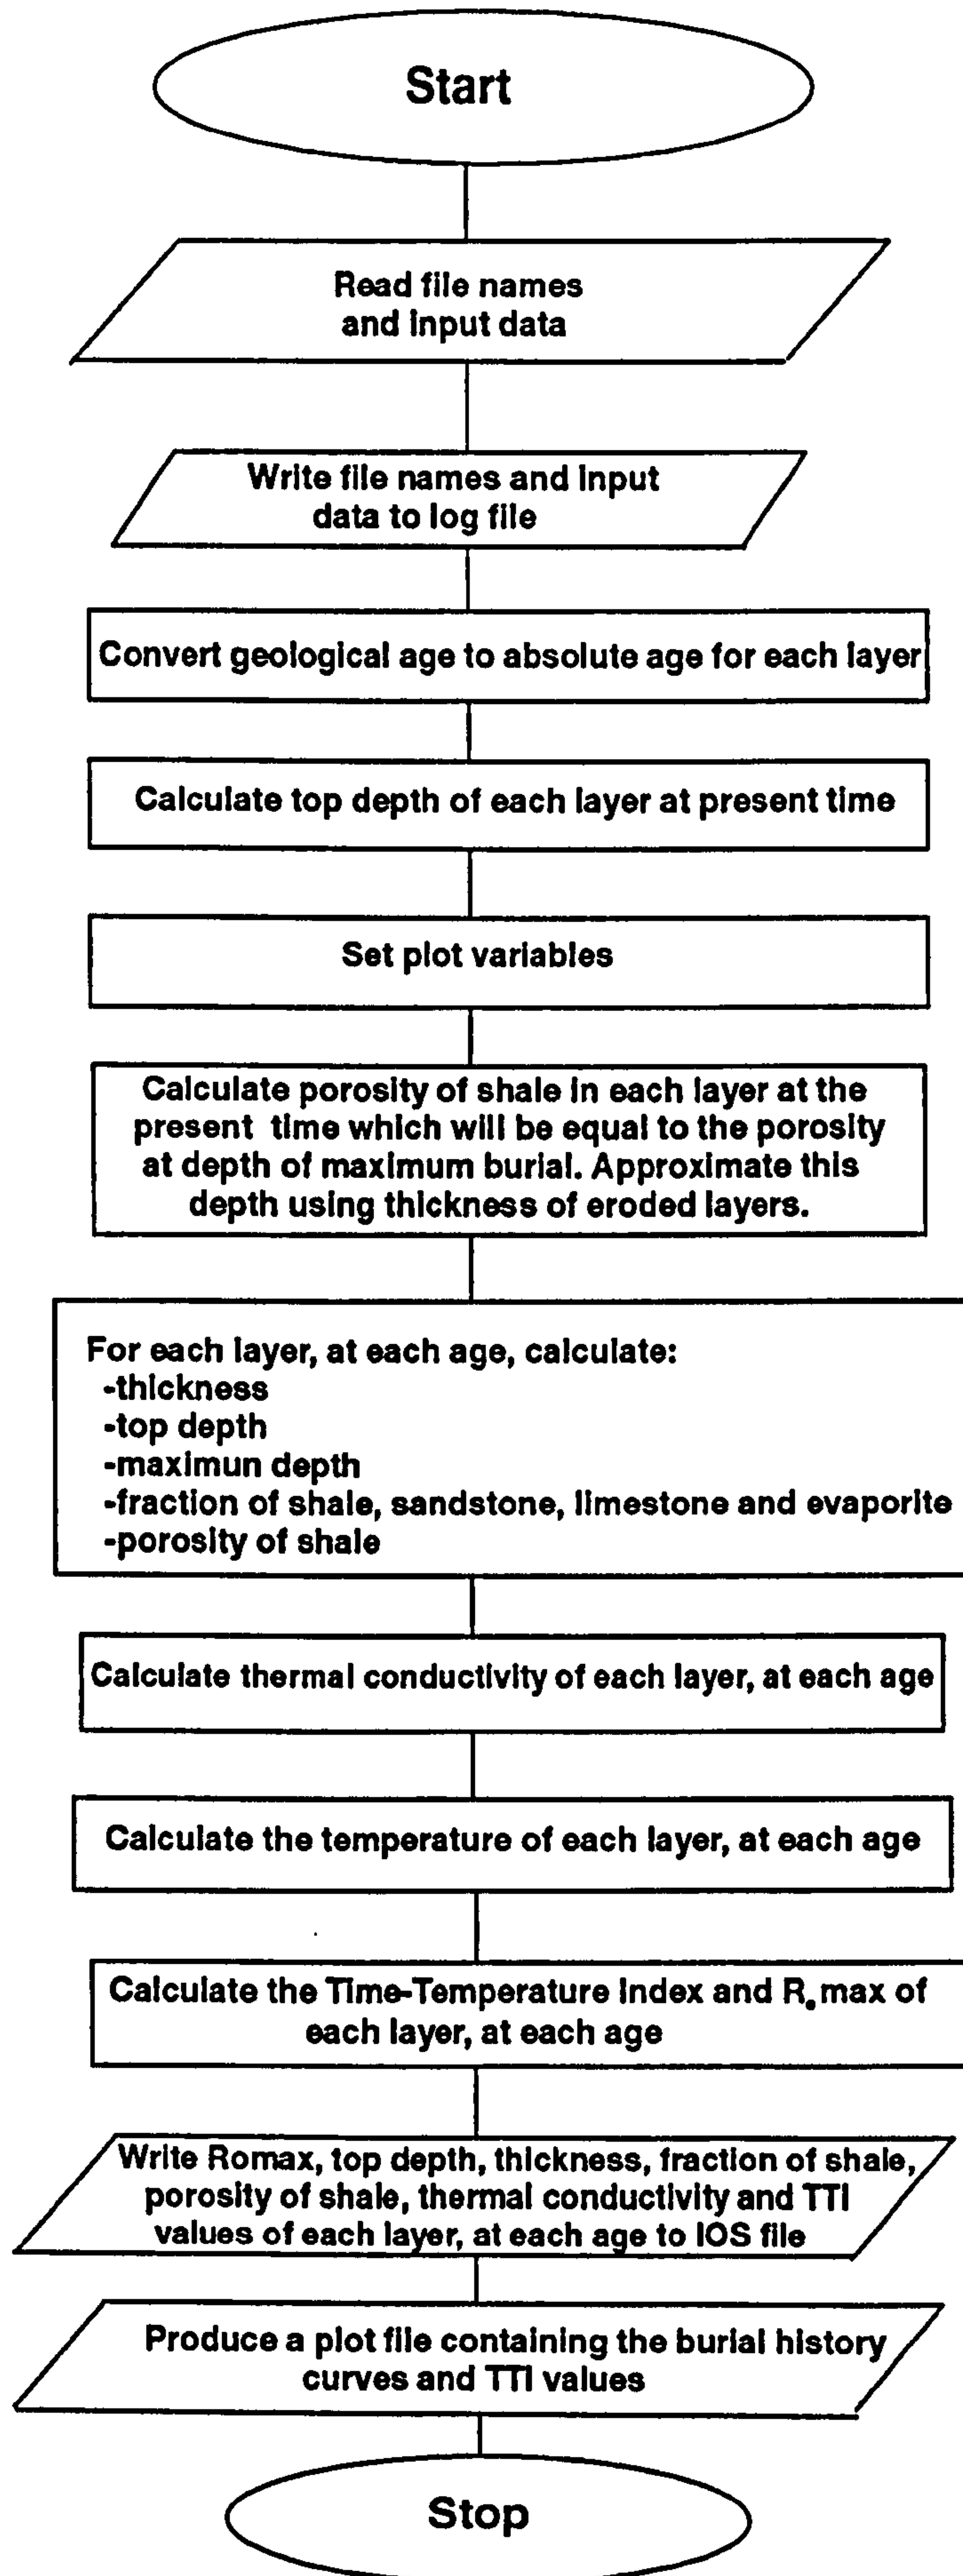 Start
Read file names
and input data
Write file names and input
data to log file
Convert geological age to absolute age for each layer
Calculate top depth of each layer at present time
Set plot variables
Calculate porosity of shale in each layer at the
present time which will be equal to the porosity
at depth of maximum burial. Approximate this
depth using thickness of eroded layers.
For each layer, at each age, calculate:
-thickness
-top depth
-maximun depth
-fraction of shale, sandstone, limestone and evaporite
-porosity of shale
Calculate thermal conductivity of each layer, at each age
Calculate the temperature of each layer, at each age
Calculate the Time-Temperature Index and Romax of
each layer, at each age
Write Romax, top depth, thickness, fraction of shale,
porosity of shale, thermal conductivity and TTI
values of each layer, at each age to IOS file
Produce a plot file containing the burial history
curves and TTI values
Stop